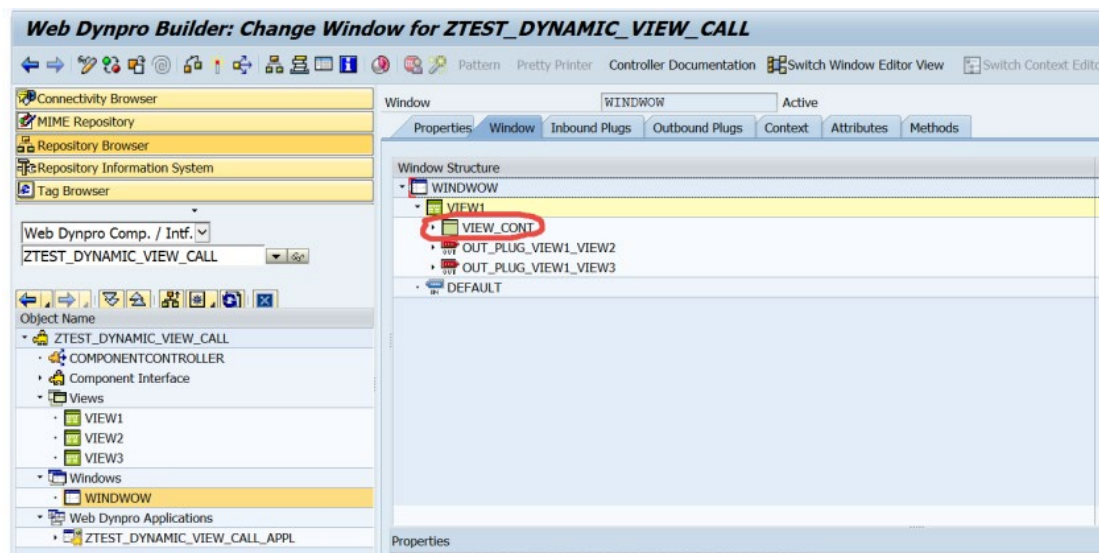 Web Dynpro Builder: Change Window for ZTEST_DYNAMIC_VIEW_CALL
Pattern Pretty Printer Controller Documentation Switch Window Editor View Switch Context Edito
Connectivity Browser
MIME Repository
Repository Browser
Repository Information System
Tag Browser
Web Dynpro Comp. / Intf.
ZTEST_DYNAMIC_VIEW_CALL
Object Name
ZTEST_DYNAMIC_VIEW_CALL
COMPONENTCONTROLLER
Component Interface
Views
VIEW1
VIEW2
VIEW3
Windows
WINDWOW
Web Dynpro Applications
ZTEST_DYNAMIC_VIEW_CALL_APPL
Window WINDWOW Active
Properties Window Inbound Plugs Outbound Plugs Context Attributes Methods
Window Structure
WINDWOW
VIEW1
VIEW_CONT
OUT_PLUG_VIEW1_VIEW2
OUT_PLUG_VIEW1_VIEW3
DEFAULT
Properties